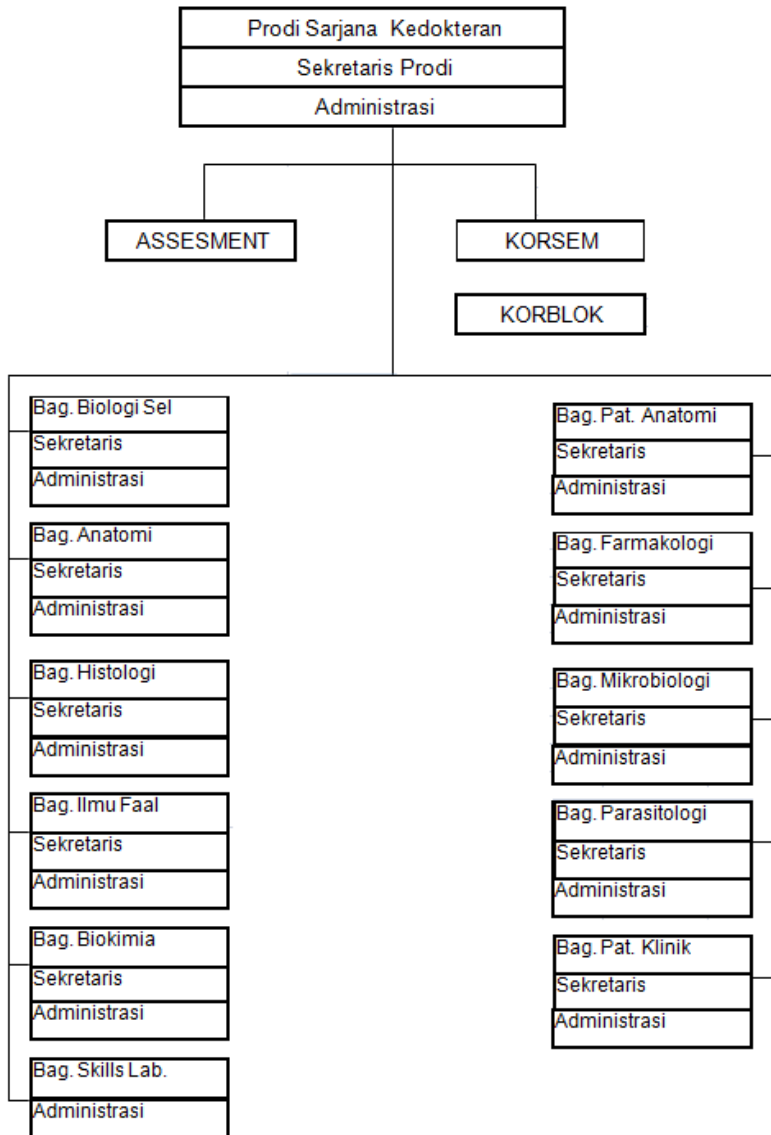 Prodi Sarjana Kedokteran
Sekretaris Prodi
Administrasi
ASSESMENT
KORSEM
KORBLOK
Bag. Biologi Sel
Sekretaris
Administrasi
Bag. Anatomi
Sekretaris
Administrasi
Bag. Histologi
Sekretaris
Administrasi
Bag. Ilmu Faal
Sekretaris
Administrasi
Bag. Biokimia
Sekretaris
Administrasi
Bag. Skills Lab.
Administrasi
Bag. Pat. Anatomi
Sekretaris
Administrasi
Bag. Farmakologi
Sekretaris
Administrasi
Bag. Mikrobiologi
Sekretaris
Administrasi
Bag. Parasitologi
Sekretaris
Administrasi
Bag. Pat. Klinik
Sekretaris
Administrasi